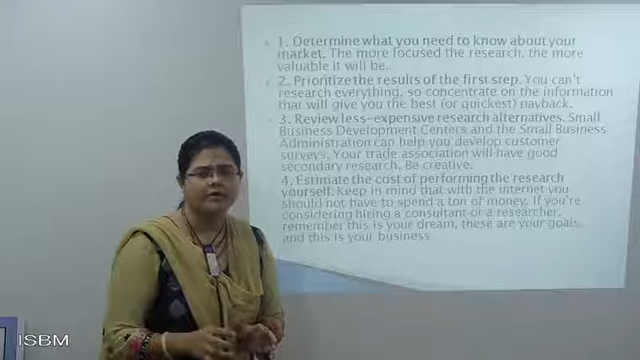 1. Determine what you need to know about your
market. The more focused the research, the more
valuable it will be.
2. Prioritize the results of the first step. You can't
research everything, so concentrate on the information
that will give you the best (or quickest) payback.
3. Review less-expensive research alternatives. Small
Business Development Centers and the Small Business
Administration can help you develop customer
surveys. Your trade association will have good
secondary research. Be creative.
4. Estimate the cost of performing the research
yourself. Keep in mind that with the internet you
should not have to spend a ton of money. If you're
considering hiring a consultant or a researcher,
remember this is your dream, these are your goals,
and this is your business
ISBM